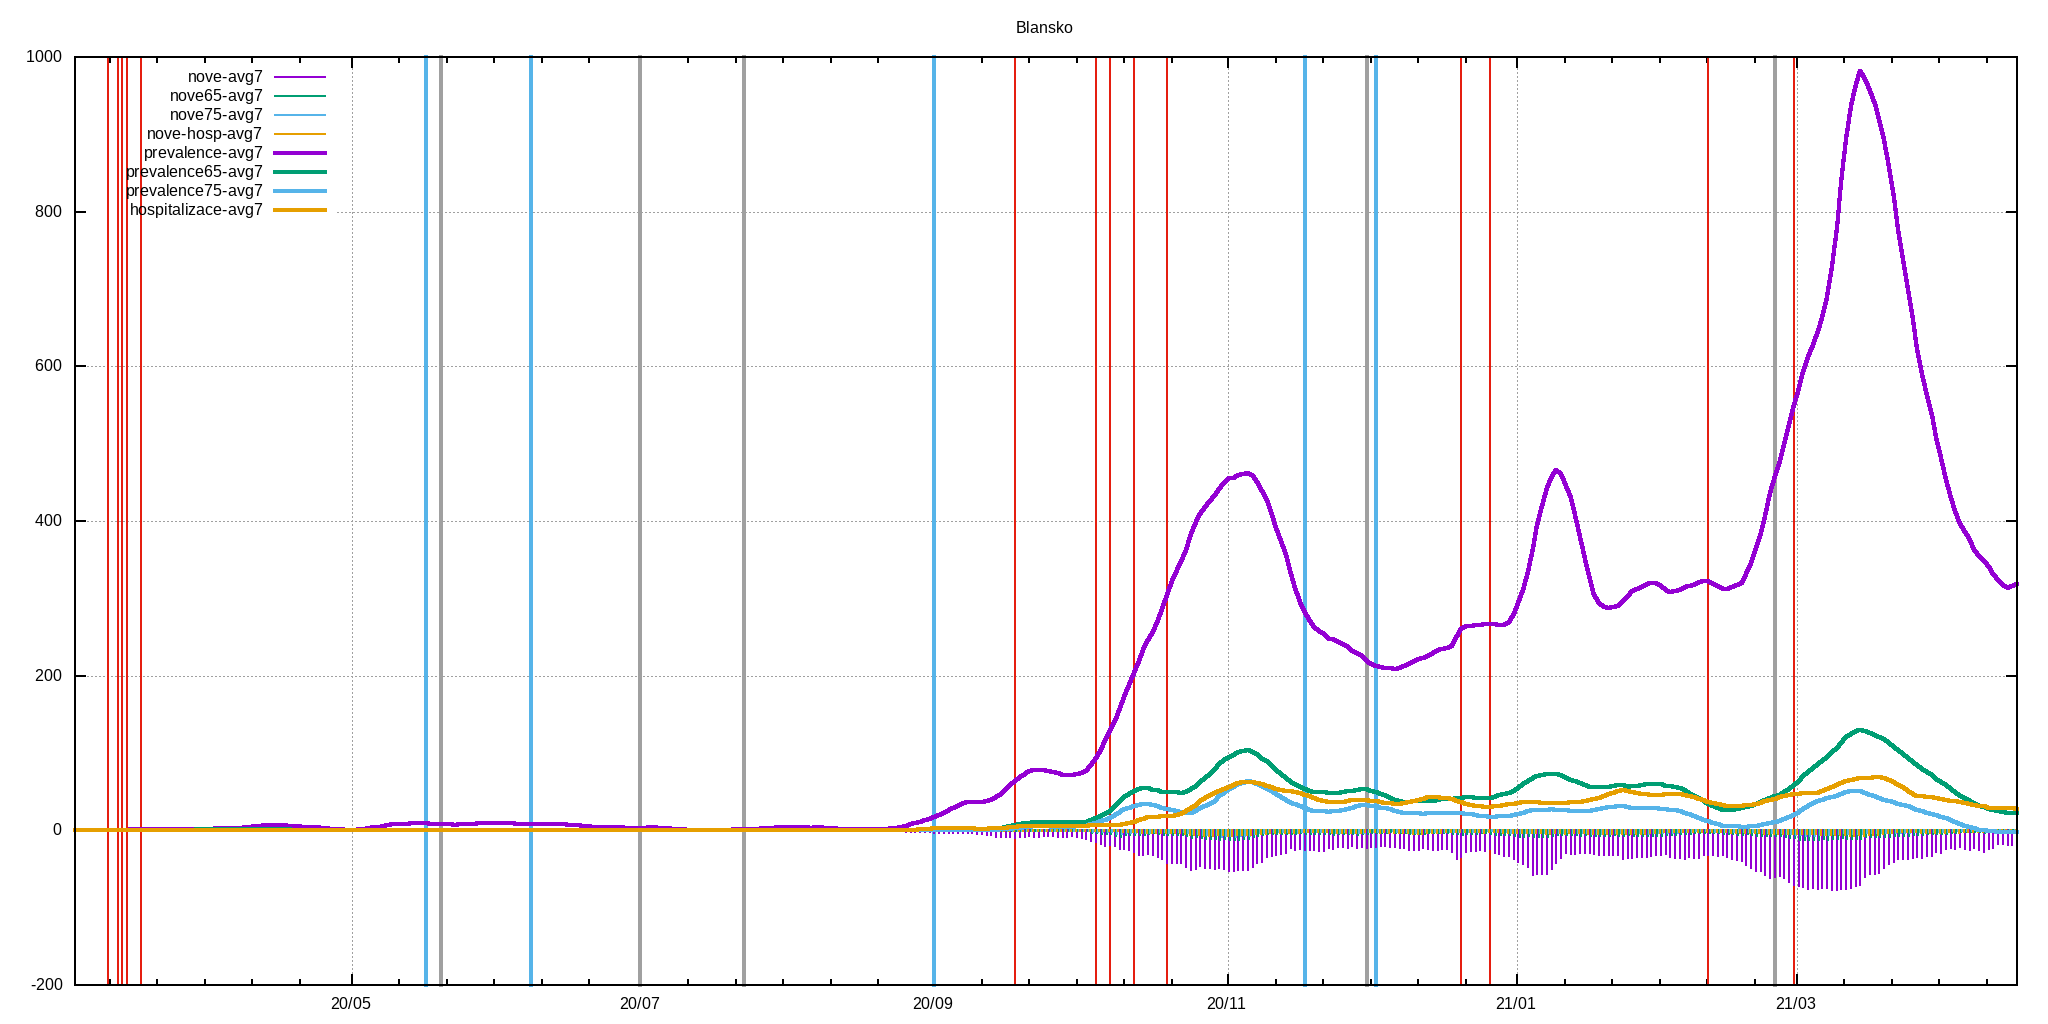 Blansko
1000
800
600
400
200
0
-200
nove-avg7
nove65-avg7
nove75-avg7
nove-hosp-avg7
prevalence-avg7
prevalence65-avg7
prevalence75-avg7
hospitalizace-avg7
20/05 20/07 20/09 20/11 21/01 21/03